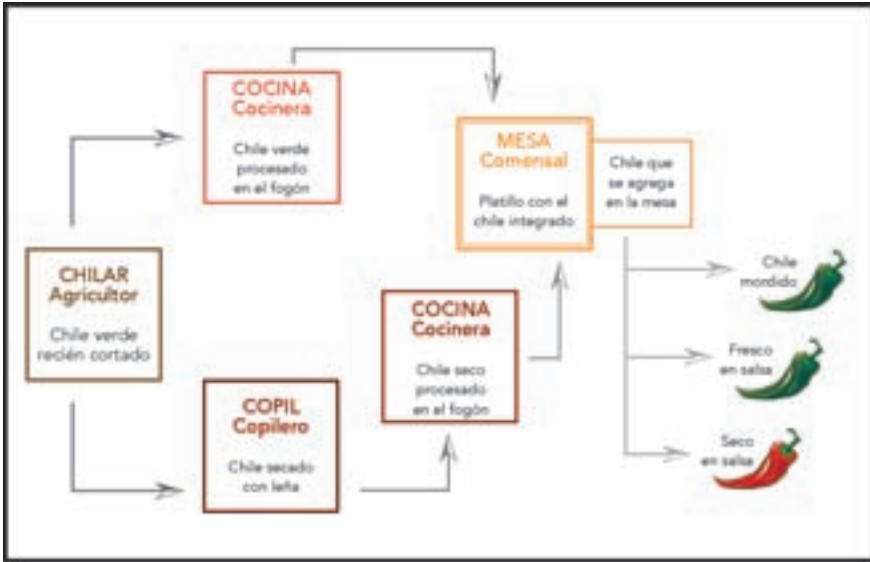 COCINA
Cocinera
Chile verde
procesado
en el fogón
MESA
Comensal
Platillo con el
chile integrado
Chile que
se agrega
en la mesa
CHILAR
Agricultor
Chile verde
recién cortado
COPIL
Copilero
Chile secado
con leña
COCINA
Cocinera
Chile seco
procesado
en el fogón
Chile
mordido
Fresco
en salsa
Seco
en salsa